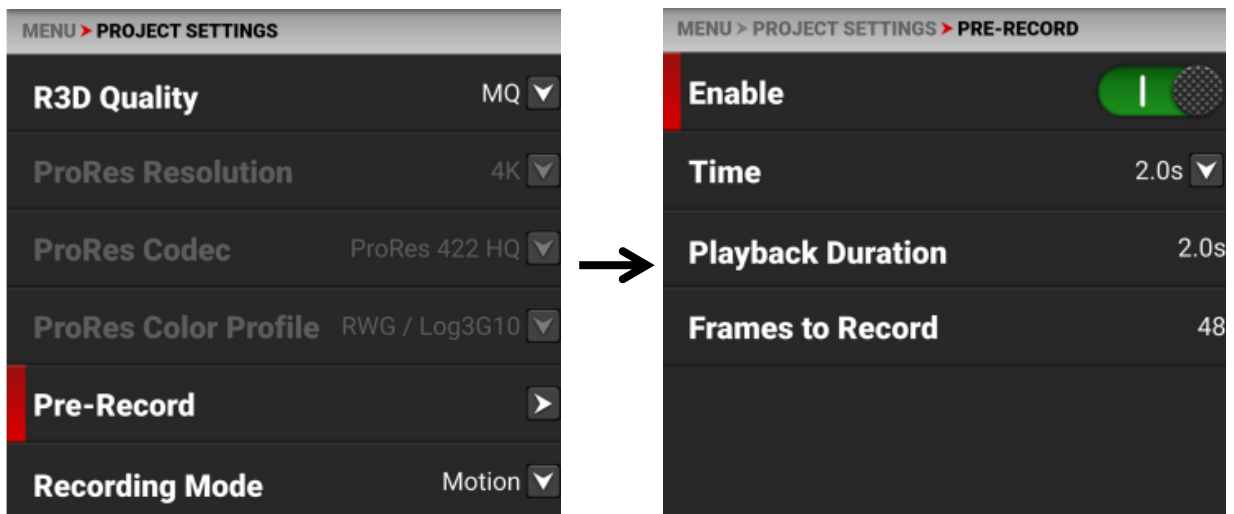 MENU > PROJECT SETTINGS
R3D Quality MQ
ProRes Resolution 4K
ProRes Codec ProRes 422 HQ
ProRes Color Profile RWG / Log3G10
Pre-Record
Recording Mode Motion
MENU > PROJECT SETTINGS > PRE-RECORD
Enable
Time 2.0s
Playback Duration 2.0s
Frames to Record 48